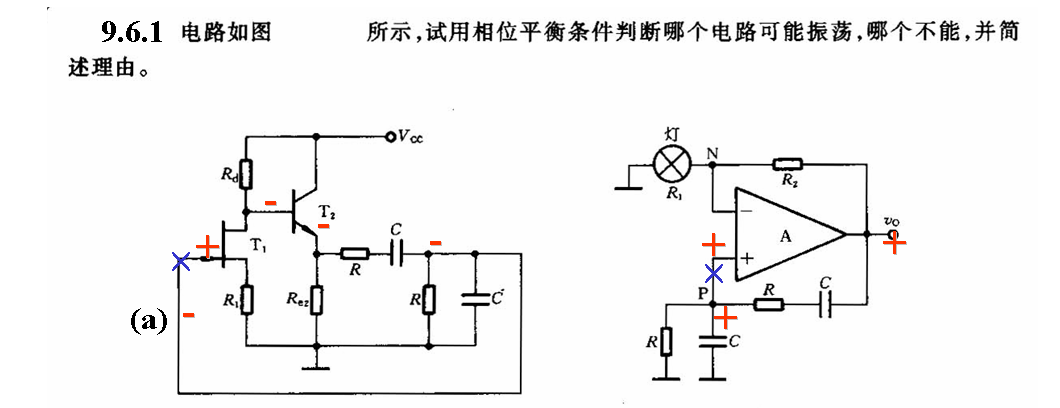 9.6.1 电路如图 所示,试用相位平衡条件判断哪个电路可能振荡,哪个不能,并简
述理由。
Vcc
Rd
T1
T2
R
C
R1
Re2
R
C
(a)
灯
N
R1
R2
A
vo
P
R
C
R
C